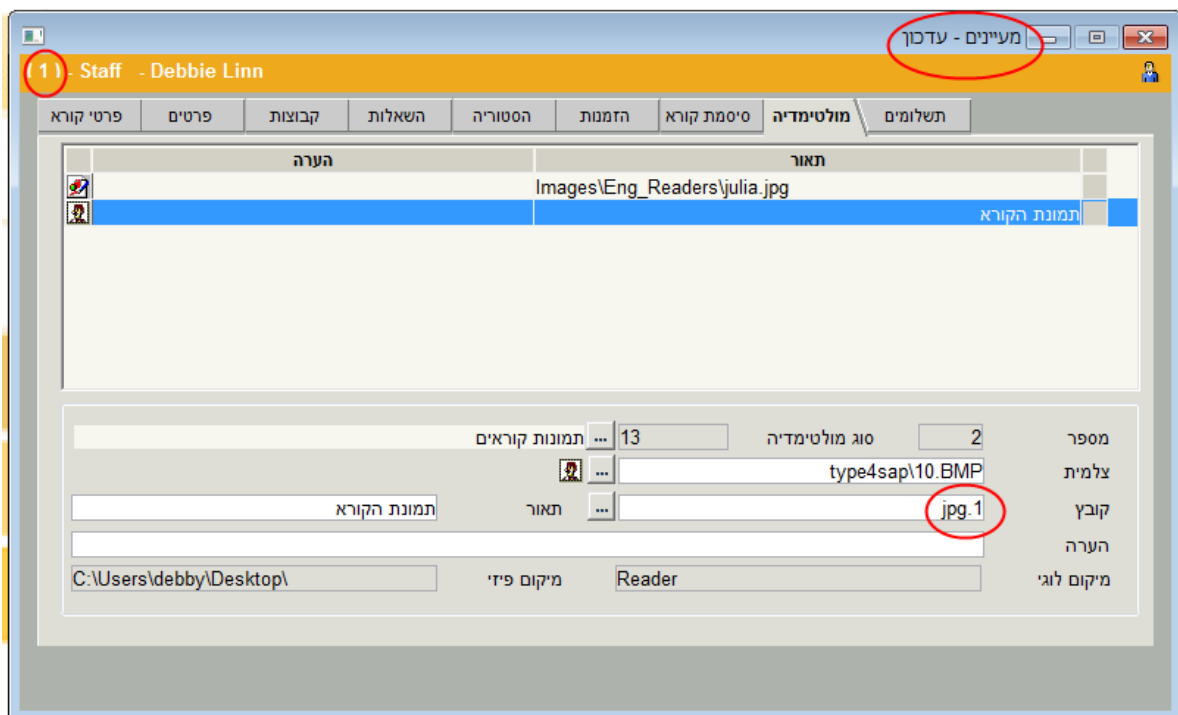 מעיינים - עדכון
( 1 ) - Staff - Debbie Linn
פרטי קורא פרטים קבוצות השאלות הסטוריה הזמנות סיסמת קורא מולטימדיה תשלומים
תאור הערה
Images\Eng_Readers\julia.jpg
תמונת הקורא
מספר 2 סוג מולטימדיה 13 ... תמונות קוראים
צלמית type4sap\10.BMP ...
קובץ jpg.1 ... תאור תמונת הקורא
הערה
מיקום לוגי Reader מיקום פיזי C:\Users\debby\Desktop\